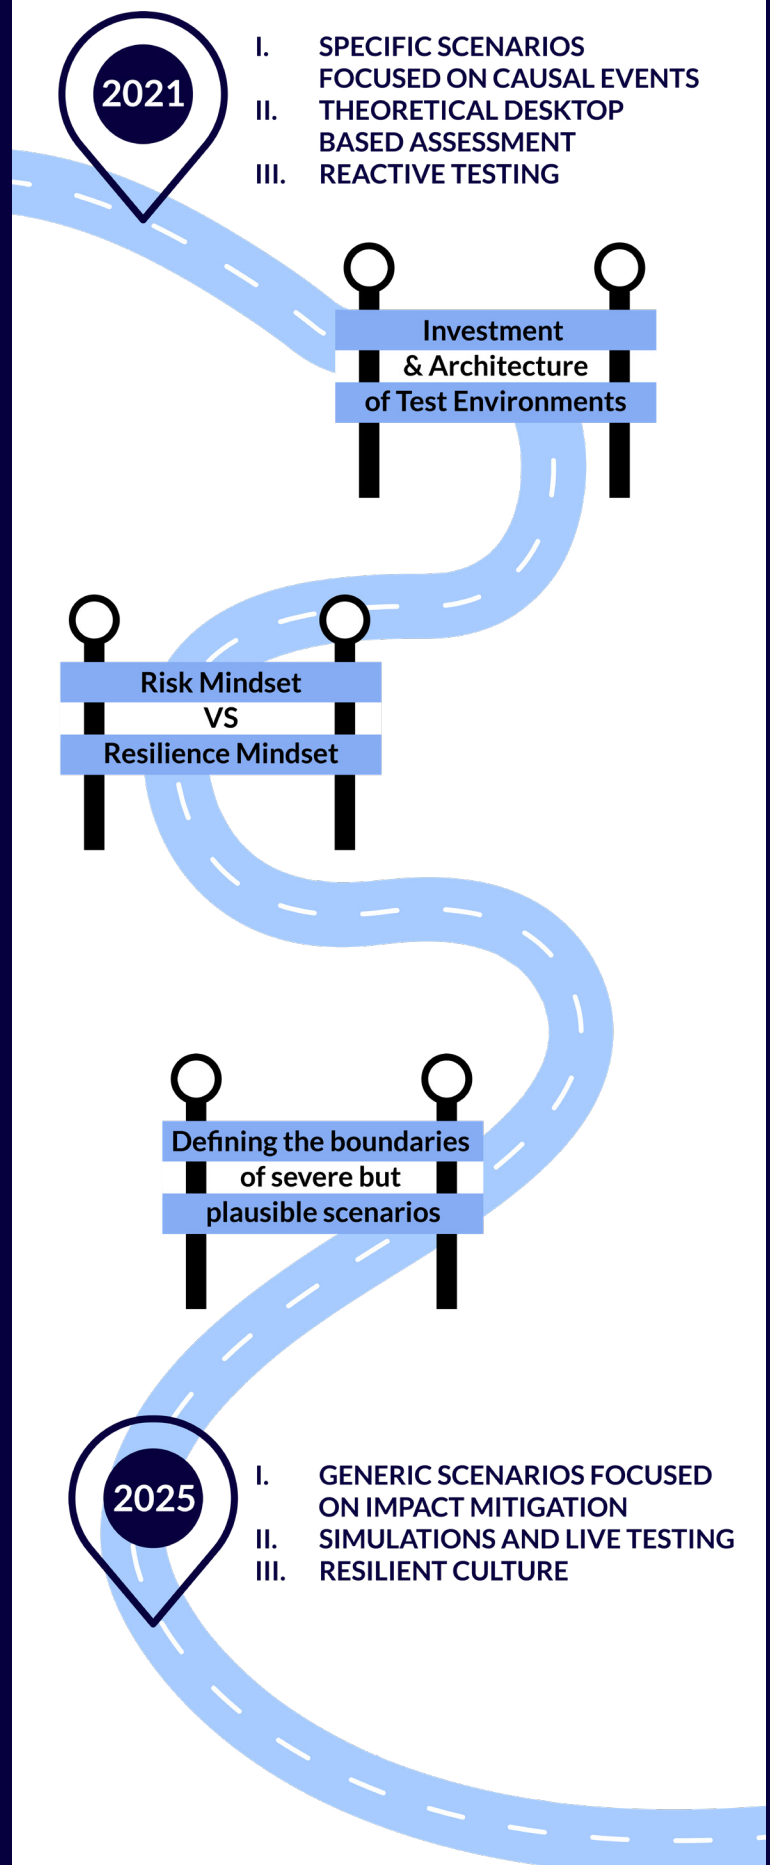 2021
I. SPECIFIC SCENARIOS
FOCUSED ON CAUSAL EVENTS
II. THEORETICAL DESKTOP
BASED ASSESSMENT
III. REACTIVE TESTING
Investment
& Architecture
of Test Environments
Risk Mindset
VS
Resilience Mindset
Defining the boundaries
of severe but
plausible scenarios
2025
I. GENERIC SCENARIOS FOCUSED
ON IMPACT MITIGATION
II. SIMULATIONS AND LIVE TESTING
III. RESILIENT CULTURE